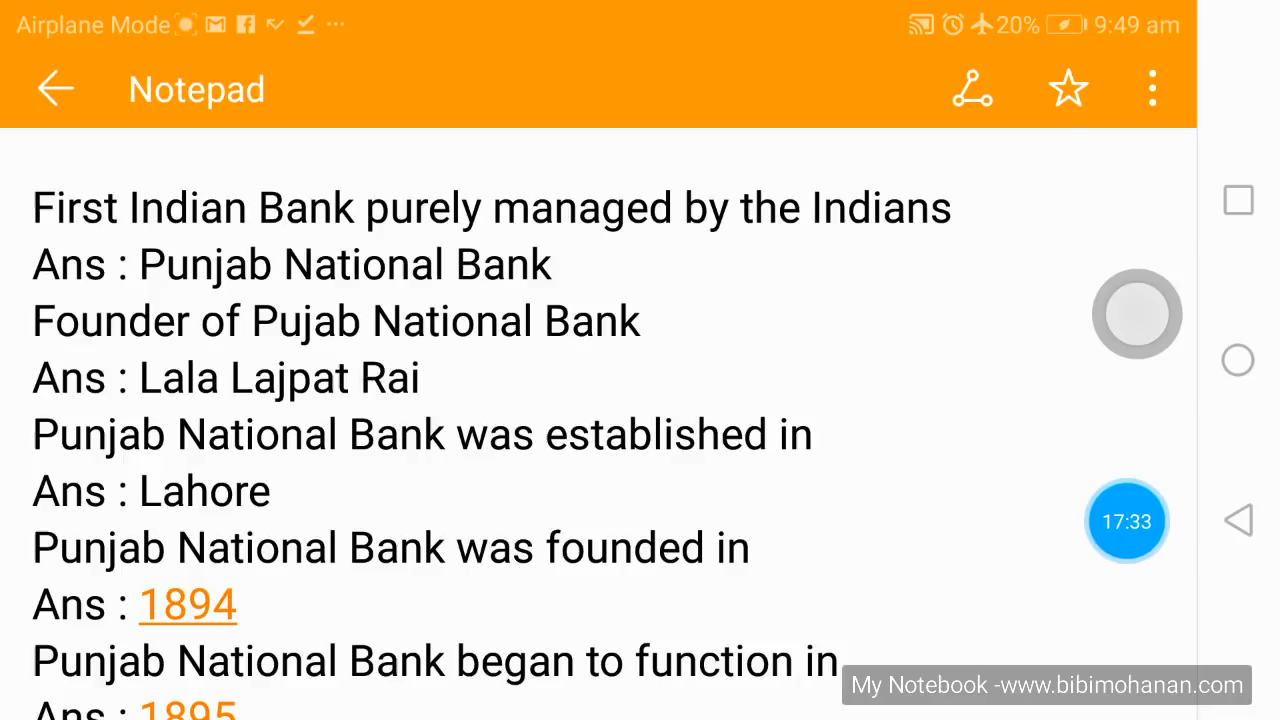 Airplane Mode
20% 9:49 am
Notepad
First Indian Bank purely managed by the Indians
Ans : Punjab National Bank
Founder of Pujab National Bank
Ans : Lala Lajpat Rai
Punjab National Bank was established in
Ans : Lahore
17:33
Punjab National Bank was founded in
Ans : 1894
Punjab National Bank began to function in
My Notebook -www.bibimohanan.com
Ans : 1895